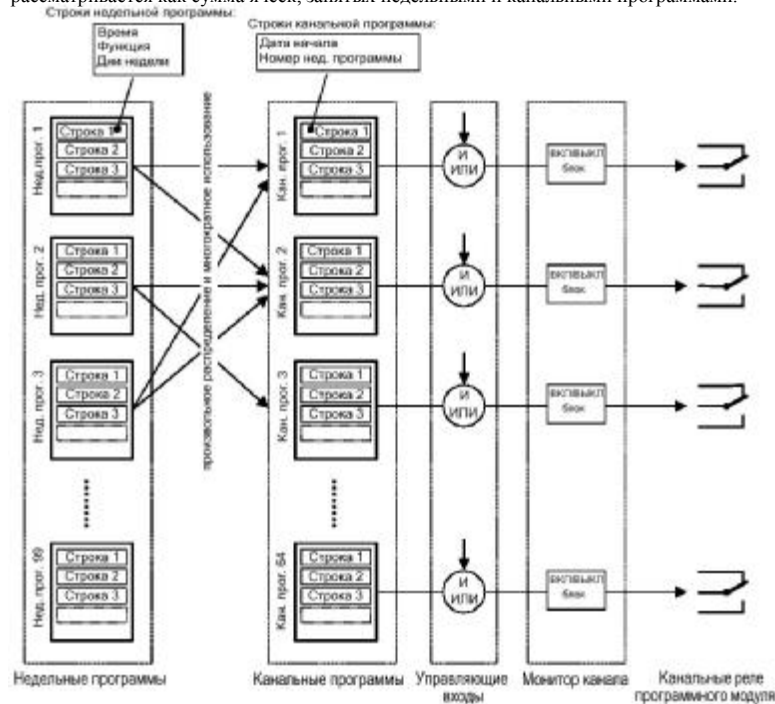 рассматривается как сумма ячеек, занятых недельными и канальными программами.
Строки недельной программы:
Время
Функция
Дни недели
Строки канальной программы:
Дата начала
Номер нед. программы
Нед. прог. 1
Строка 1
Строка 2
Строка 3
Нед. прог. 2
Строка 1
Строка 2
Строка 3
Нед. прог. 3
Строка 1
Строка 2
Строка 3
Нед. прог. 99
Строка 1
Строка 2
Строка 3
произвольное распределение и многократное использование
Кан. прог. 1
Строка 1
Строка 2
Строка 3
Кан. прог. 2
Строка 1
Строка 2
Строка 3
Кан. прог. 3
Строка 1
Строка 2
Строка 3
Кан. прог. 64
Строка 1
Строка 2
Строка 3
И
ИЛИ
И
ИЛИ
И
ИЛИ
И
ИЛИ
вкл/выкл
блок
вкл/выкл
блок
вкл/выкл
блок
вкл/выкл
блок
Недельные программы
Канальные программы
Управляющие
входы
Монитор канала
Канальные реле
программного модуля